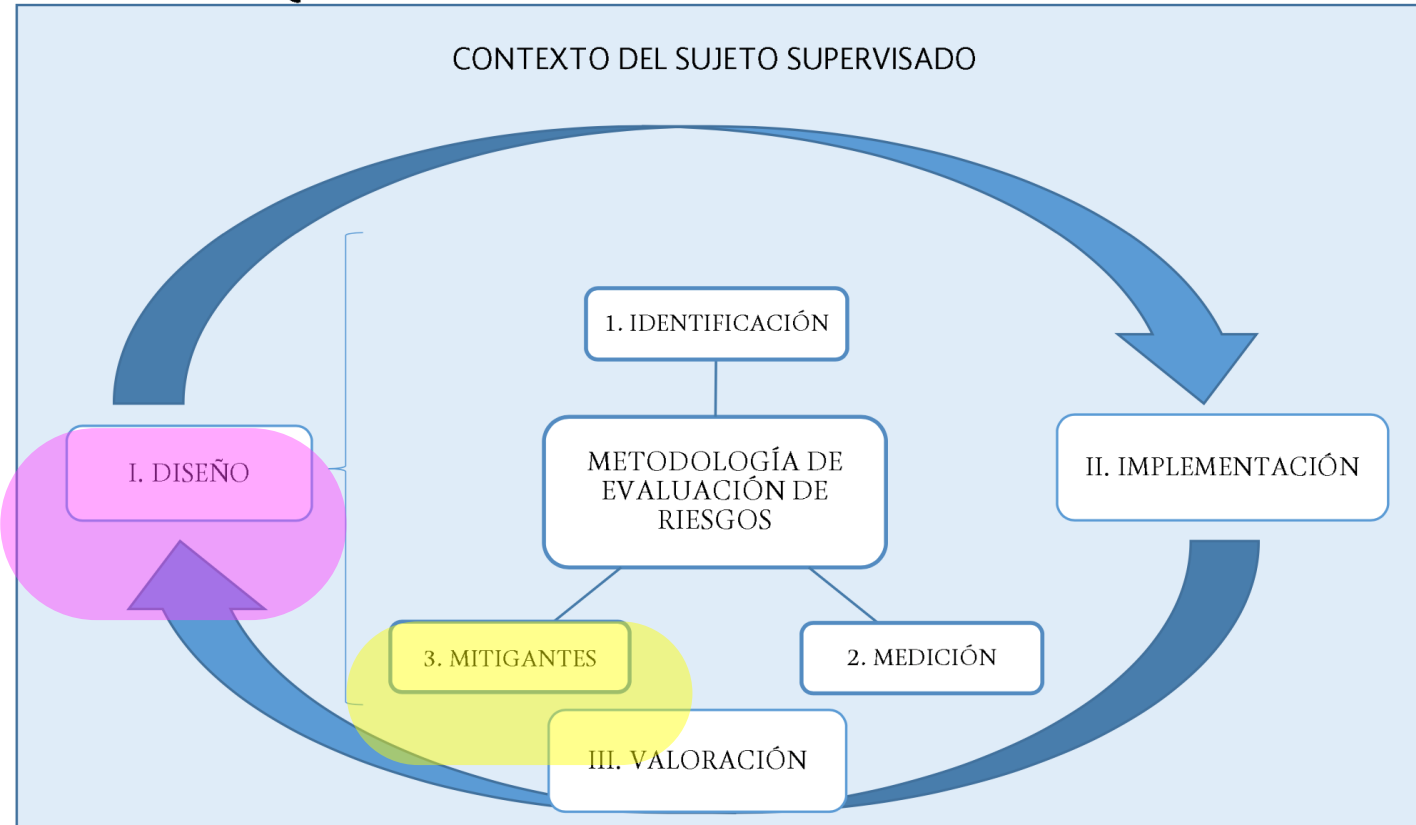 CONTEXTO DEL SUJETO SUPERVISADO
1. IDENTIFICACIÓN
I. DISEÑO
METODOLOGÍA DE
EVALUACIÓN DE
RIESGOS
II. IMPLEMENTACIÓN
3. MITIGANTES
2. MEDICIÓN
III. VALORACIÓN